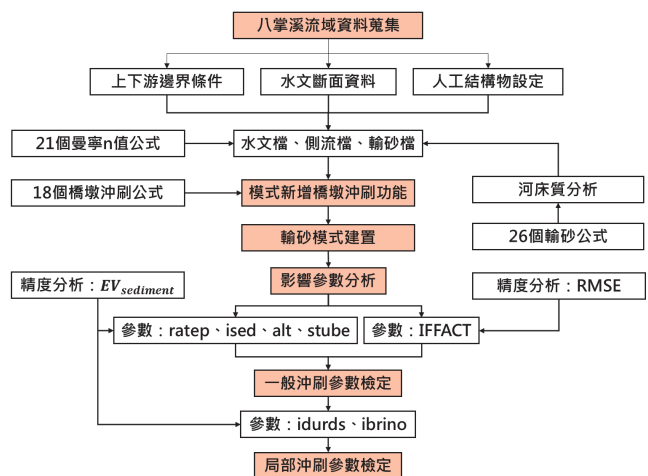 八掌溪流域資料蒐集
上下游邊界條件
水文斷面資料
人工結構物設定
21個曼寧n值公式
水文檔、側流檔、輸砂檔
18個橋墩沖刷公式
模式新增橋墩沖刷功能
河床質分析
輸砂模式建置
26個輸砂公式
影響參數分析
精度分析：EVsediment
精度分析：RMSE
參數：ratep、ised、alt、stube
參數：IFFACT
一般沖刷參數檢定
參數：idurds、ibrino
局部沖刷參數檢定